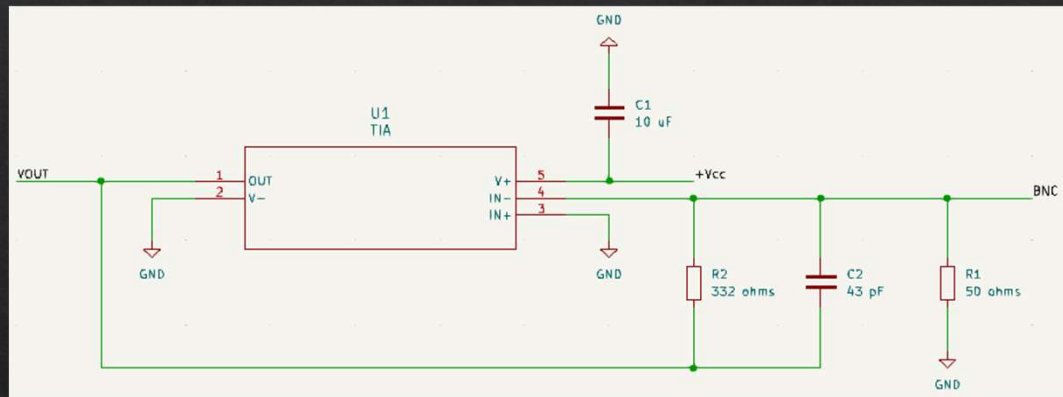 GND
C1
10 uF
U1
TIA
VOUT
1
OUT
V+
5
+Vcc
2
V-
IN-
4
BNC
IN+
3
GND
GND
R2
332 ohms
C2
43 pF
R1
50 ohms
GND